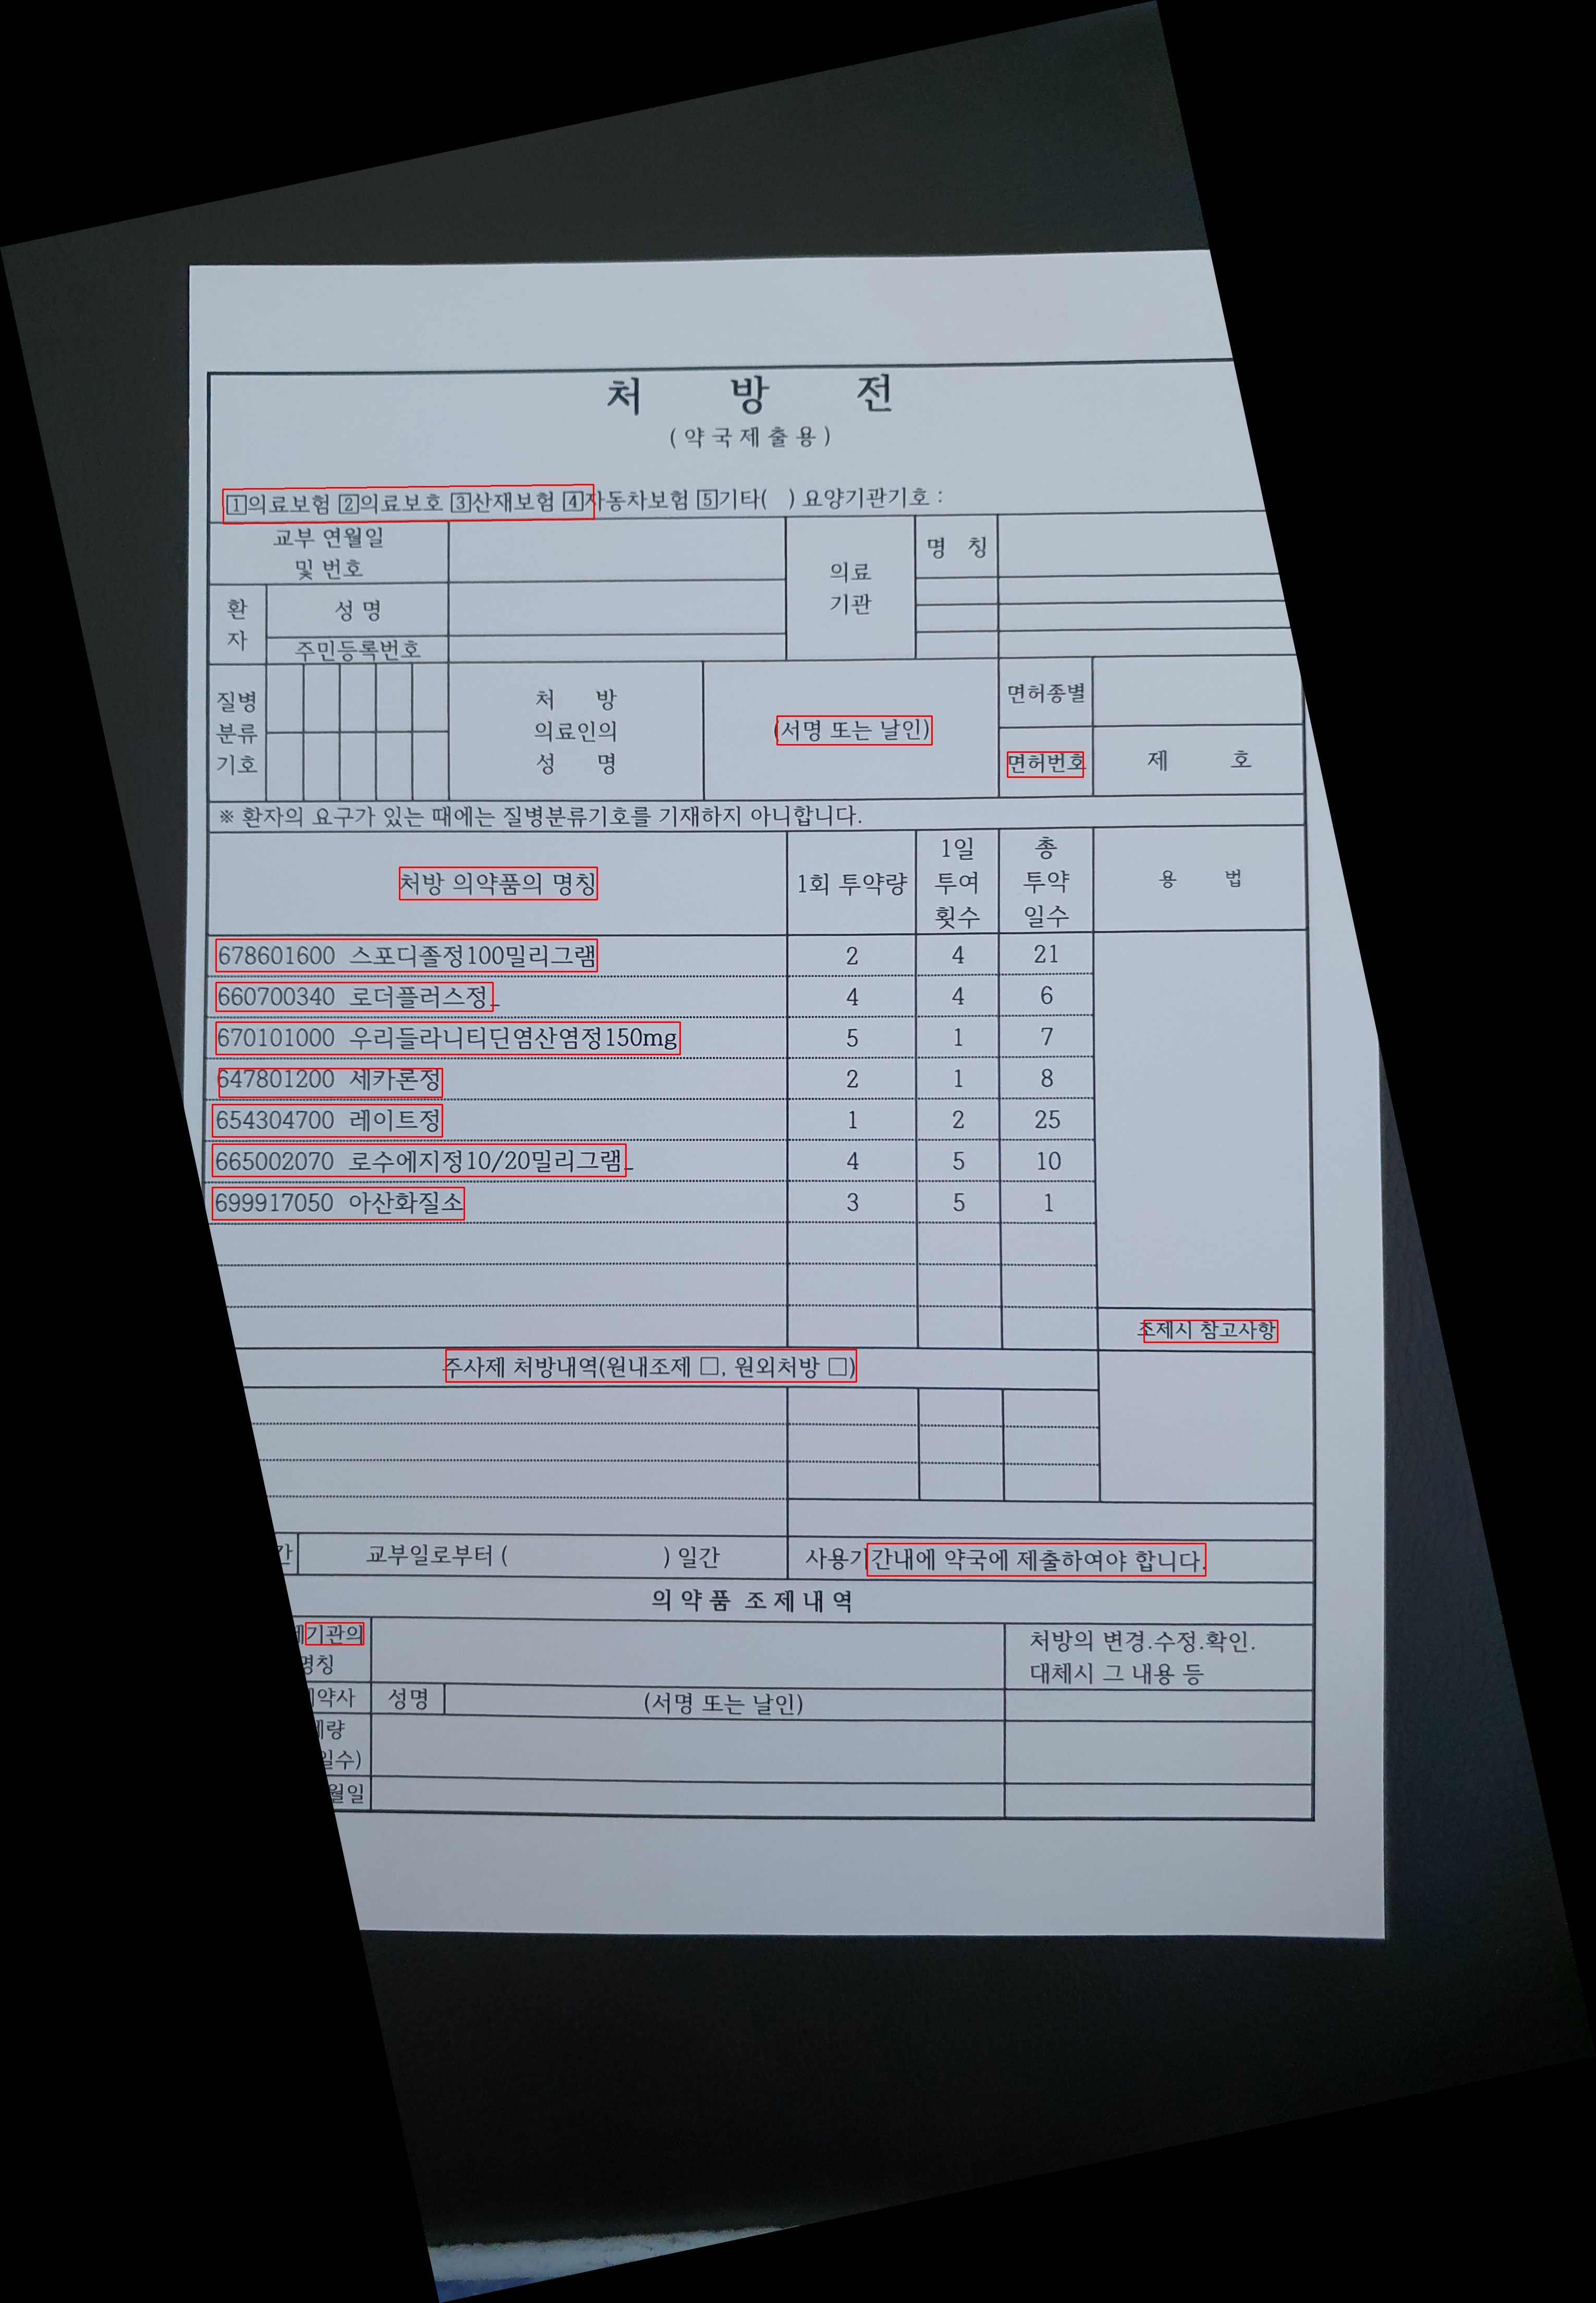 처 방 전
( 약 국 제 출 용 )
1의료보험 2의료보호 3산재보험 4자동차보험 5기타( ) 요양기관기호 :
교부 연월일
및 번호
의료
기관
명 칭
환
자
성 명
주민등록번호
질병
분류
기호
처 방
의료인의
성 명
(서명 또는 날인)
면허종별
면허번호
제 호
※ 환자의 요구가 있는 때에는 질병분류기호를 기재하지 아니합니다.
처방 의약품의 명칭
1회 투약량
1일
투여
횟수
총
투약
일수
용 법
678601600 스포디졸정100밀리그램 2 4 21
660700340 로더플러스정_ 4 4 6
670101000 우리들라니티딘염산염정150mg 5 1 7
647801200 세카론정 2 1 8
654304700 레이트정 1 2 25
665002070 로수에지정10/20밀리그램_ 4 5 10
699917050 아산화질소 3 5 1
조제시 참고사항
주사제 처방내역(원내조제 □, 원외처방 □)
간
교부일로부터 ( ) 일간
사용기간내에 약국에 제출하여야 합니다.
의 약 품 조 제 내 역
기관의
명칭
처방의 변경.수정.확인.
대체시 그 내용 등
약사
성명
(서명 또는 날인)
량
일수)
월일